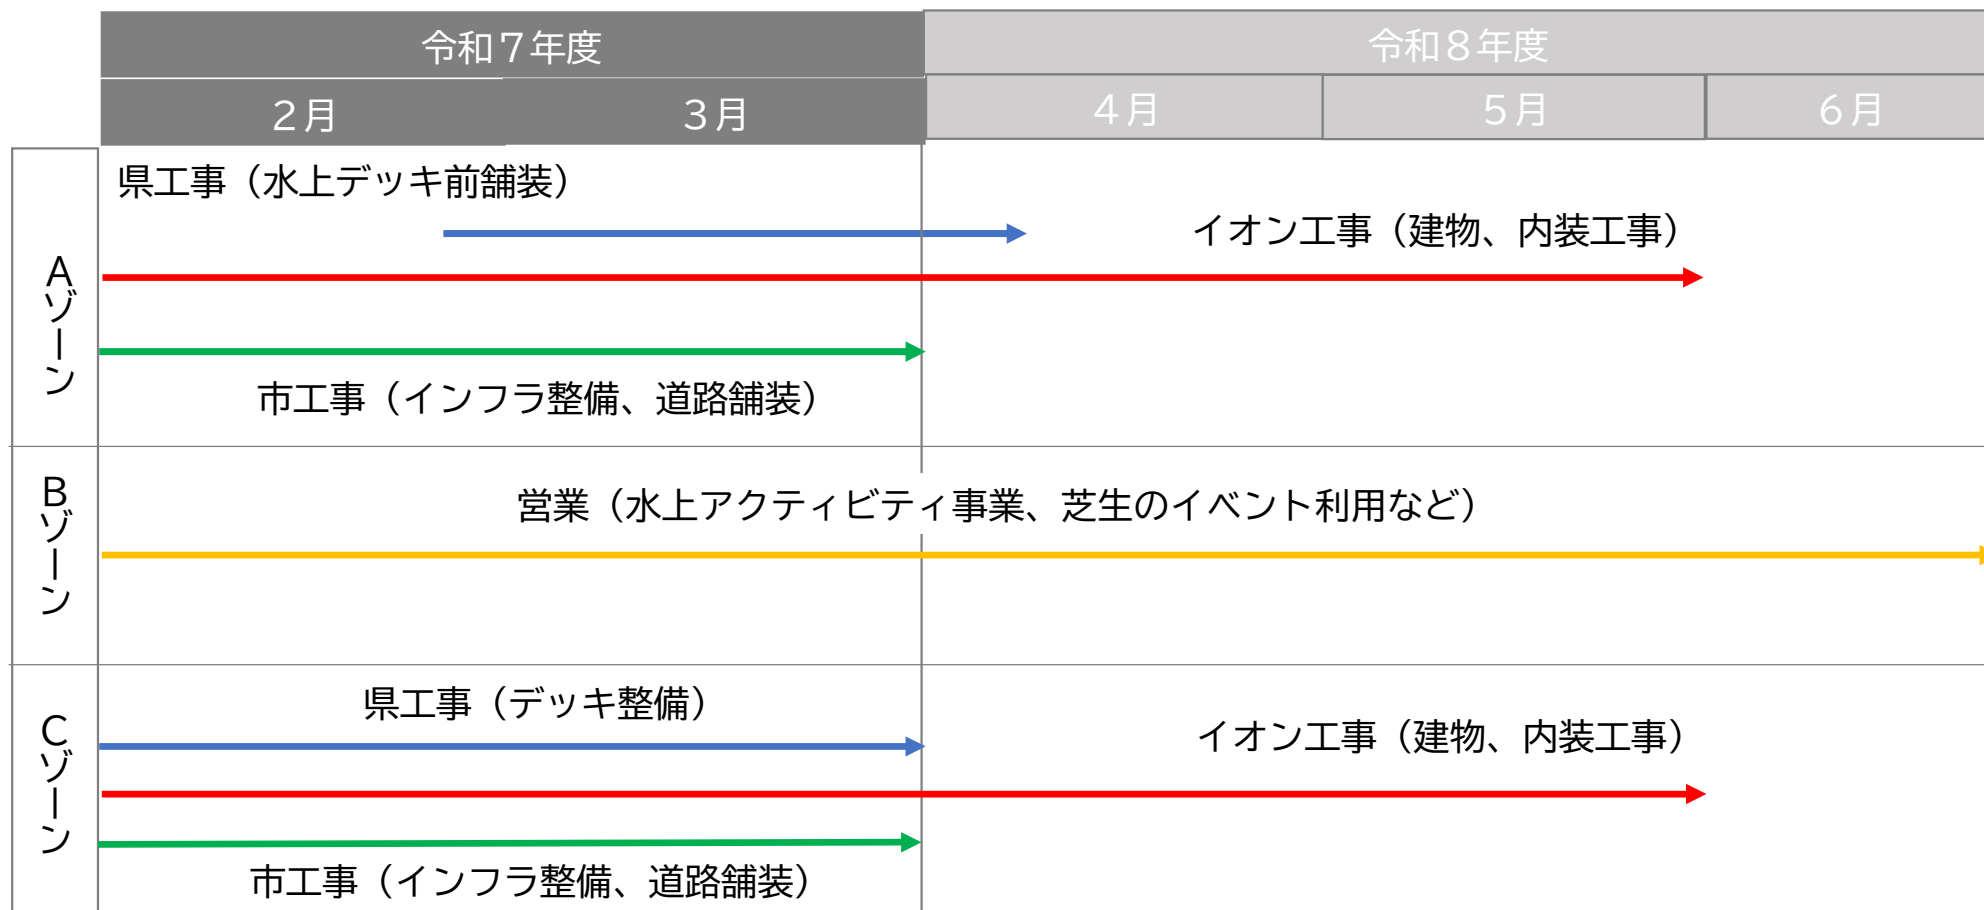 令和７年度
令和８年度
２月
３月
４月
５月
６月
Aゾーン
県工事（水上デッキ前舗装）
イオン工事（建物、内装工事）
市工事（インフラ整備、道路舗装）
Bゾーン
営業（水上アクティビティ事業、芝生のイベント利用など）
Cゾーン
県工事（デッキ整備）
イオン工事（建物、内装工事）
市工事（インフラ整備、道路舗装）